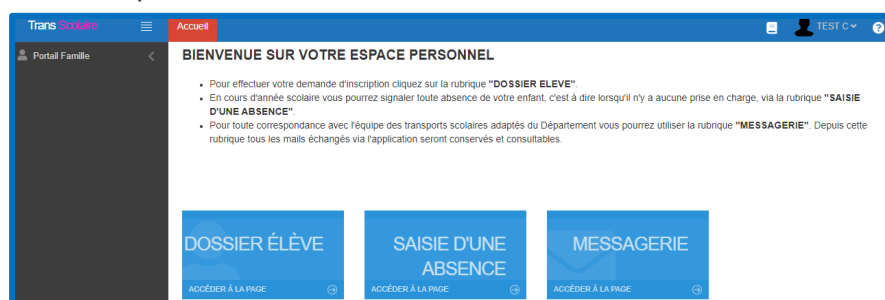 Trans Scolaire
Accueil
TEST C
?
Portail Famille
BIENVENUE SUR VOTRE ESPACE PERSONNEL
• Pour effectuer votre demande d'inscription cliquez sur la rubrique "DOSSIER ELEVE".
• En cours d'année scolaire vous pourrez signaler toute absence de votre enfant, c'est à dire lorsqu'il n'y a aucune prise en charge, via la rubrique "SAISIE
D'UNE ABSENCE".
• Pour toute correspondance avec l'équipe des transports scolaires adaptés du Département vous pourrez utiliser la rubrique "MESSAGERIE". Depuis cette
rubrique tous les mails échangés via l'application seront conservés et consultables.
DOSSIER ÉLÈVE
ACCÉDER À LA PAGE
SAISIE D'UNE
ABSENCE
ACCÉDER À LA PAGE
MESSAGERIE
ACCÉDER À LA PAGE